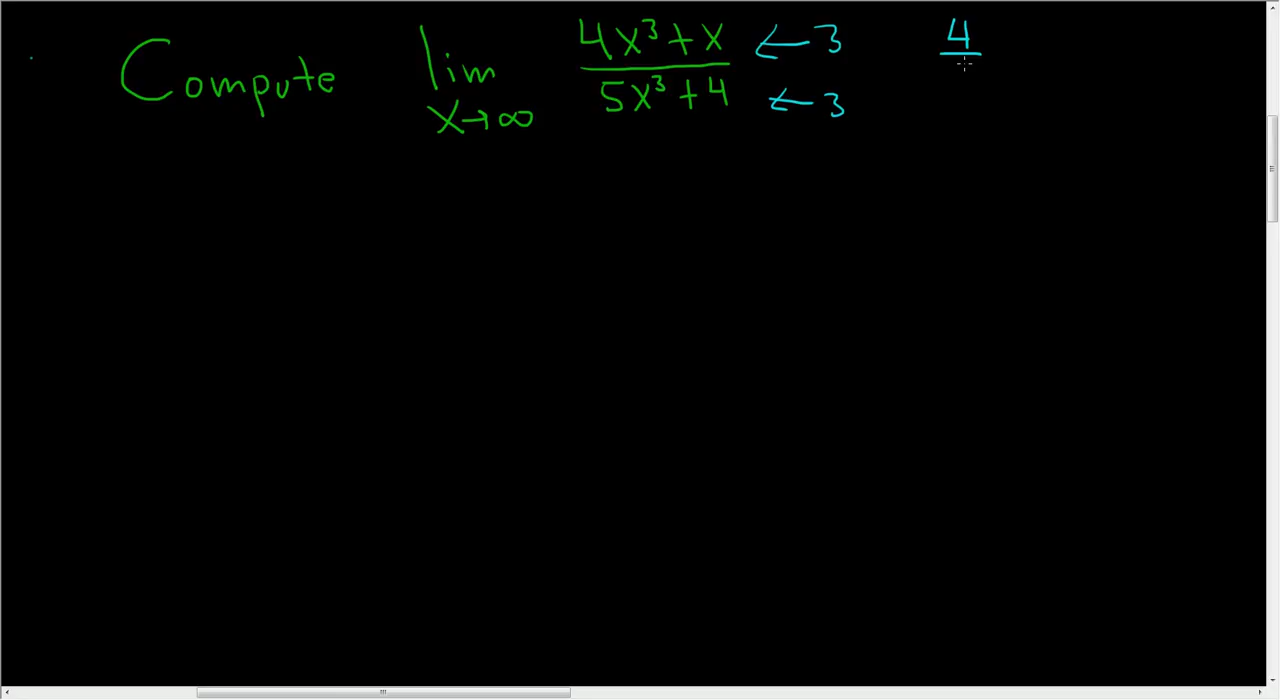 Compute lim x→∞ (4x³+x)/(5x³+4) ←3 ←3 4